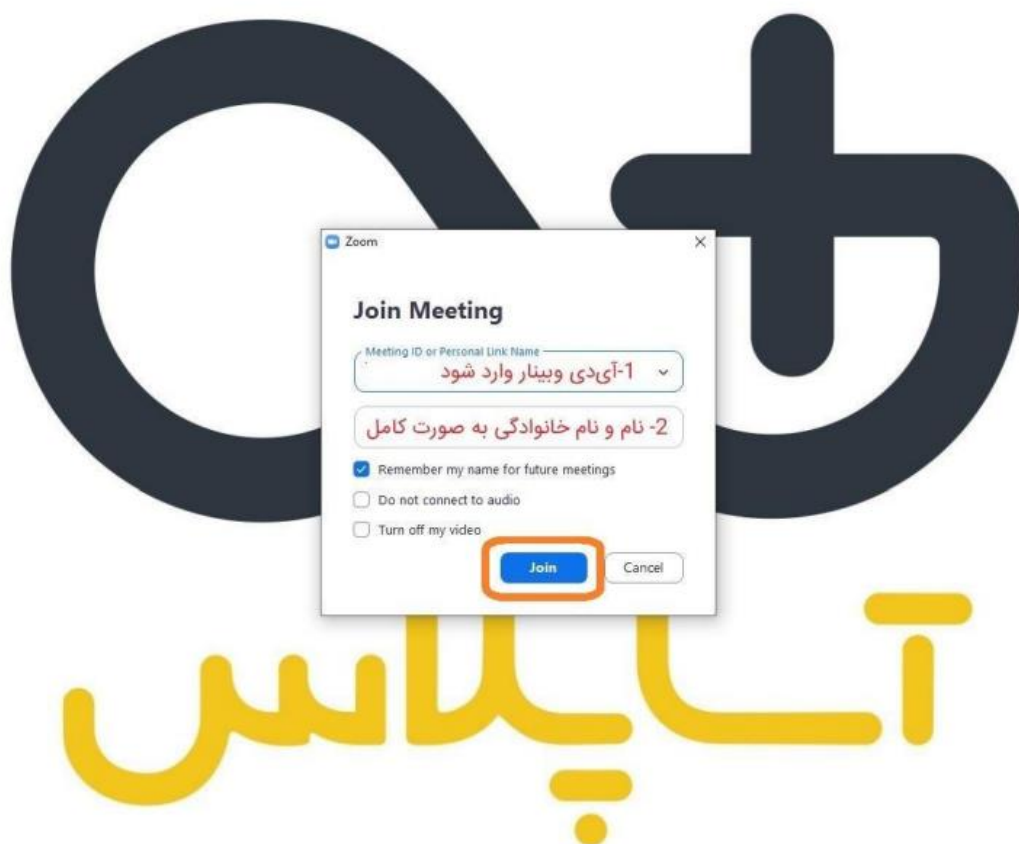 Zoom
Join Meeting
Meeting ID or Personal Link Name
1-آی‌دی وبینار وارد شود
2- نام و نام خانوادگی به صورت کامل
Remember my name for future meetings
Do not connect to audio
Turn off my video
Join Cancel